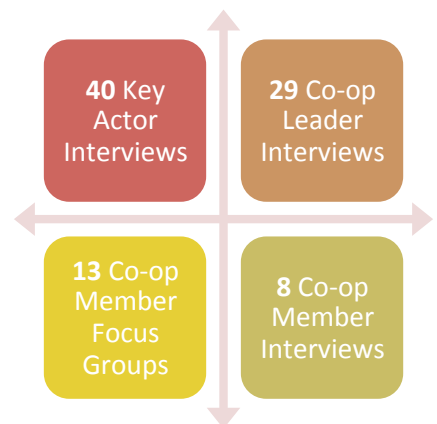 40 Key
Actor
Interviews
29 Co-op
Leader
Interviews
13 Co-op
Member
Focus
Groups
8 Co-op
Member
Interviews